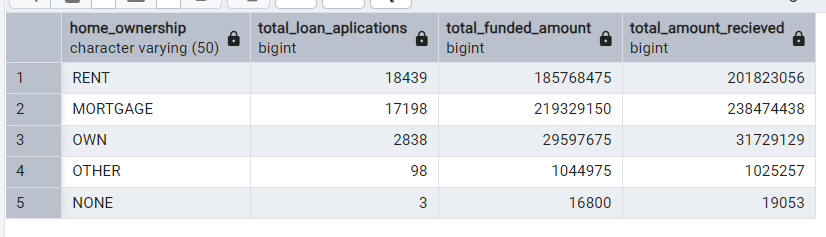 home_ownership total_loan_aplications total_funded_amount total_amount_recieved
character varying (50) bigint bigint bigint
1 RENT 18439 185768475 201823056
2 MORTGAGE 17198 219329150 238474438
3 OWN 2838 29597675 31729129
4 OTHER 98 1044975 1025257
5 NONE 3 16800 19053